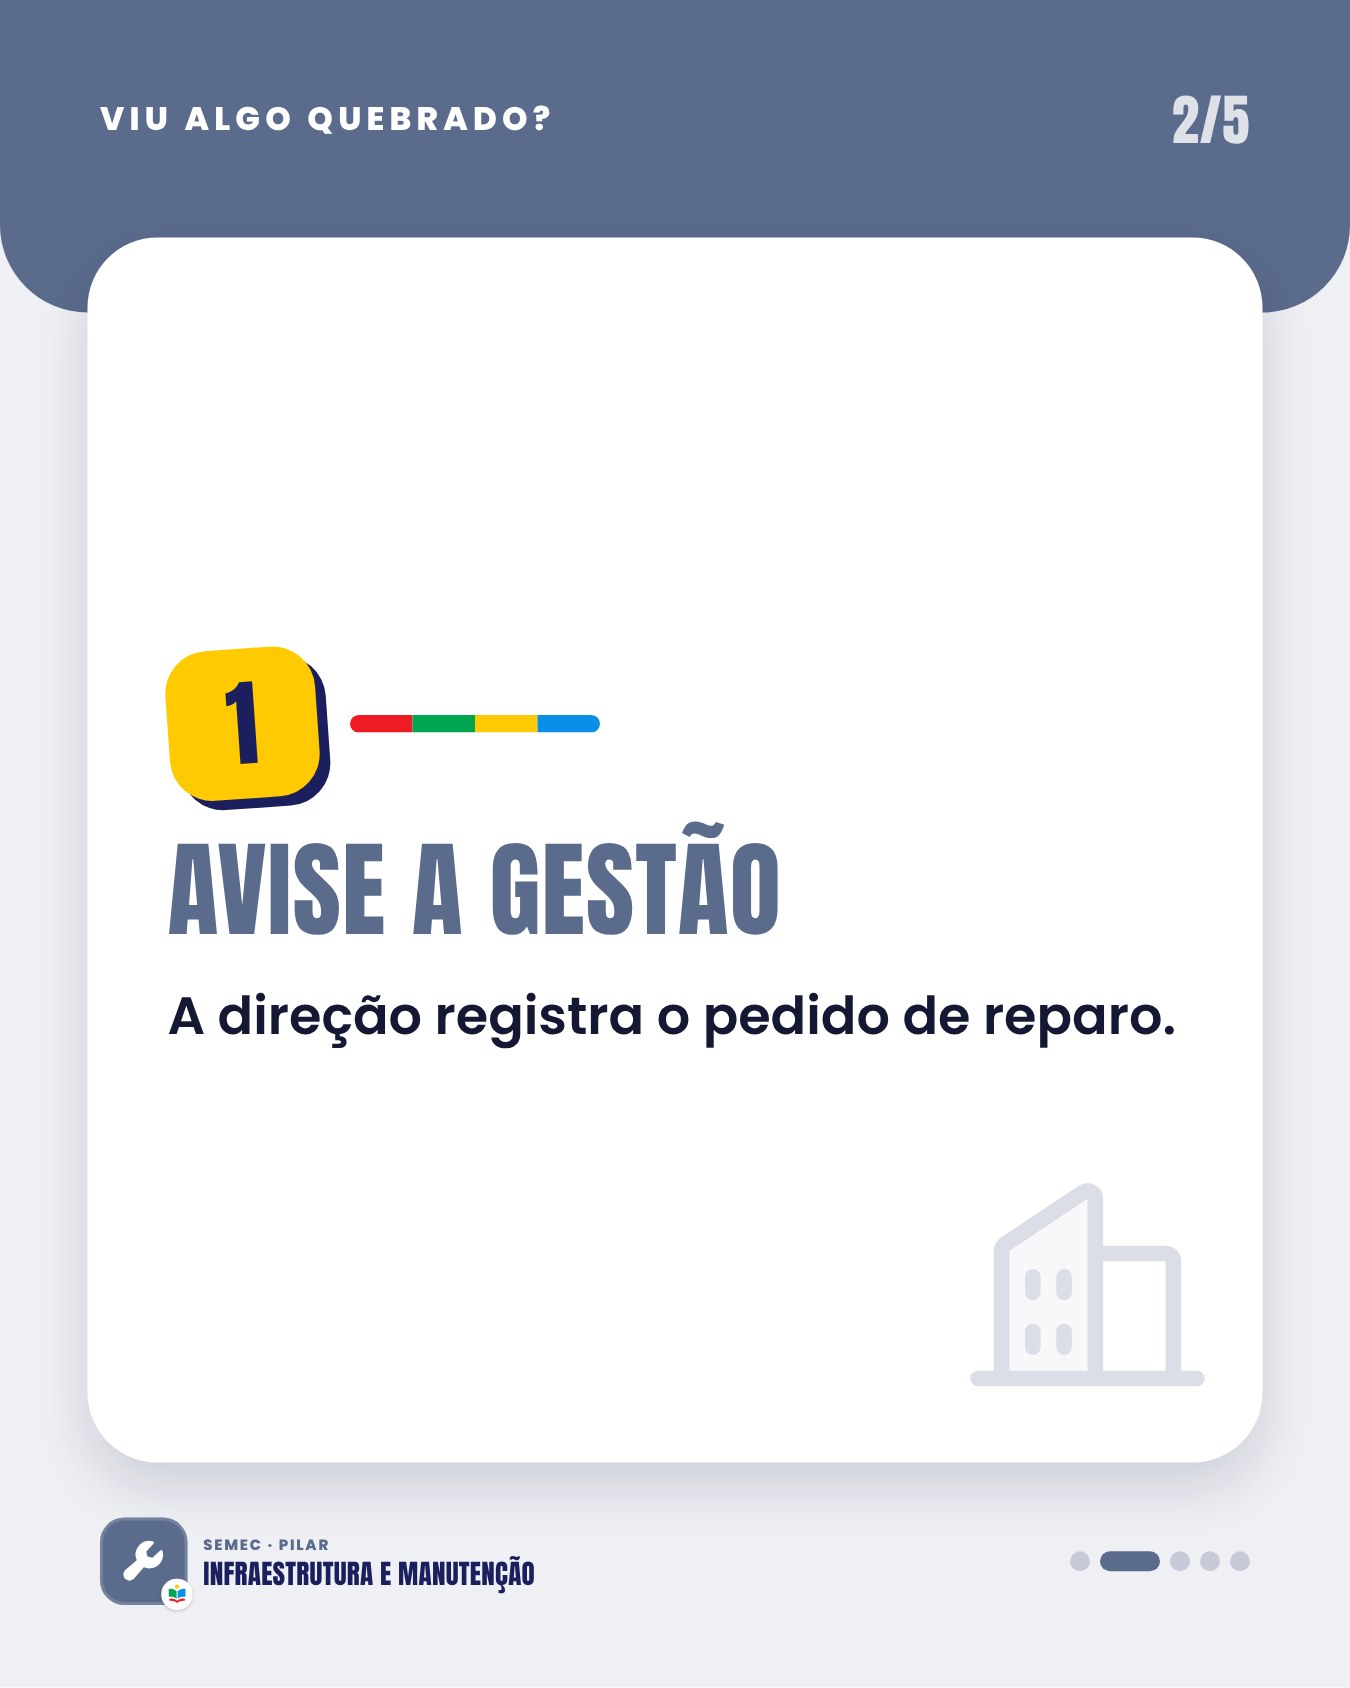 VIU ALGO QUEBRADO?
2/5
1
AVISE A GESTÃO
A direção registra o pedido de reparo.
SEMEC · PILAR
INFRAESTRUTURA E MANUTENÇÃO